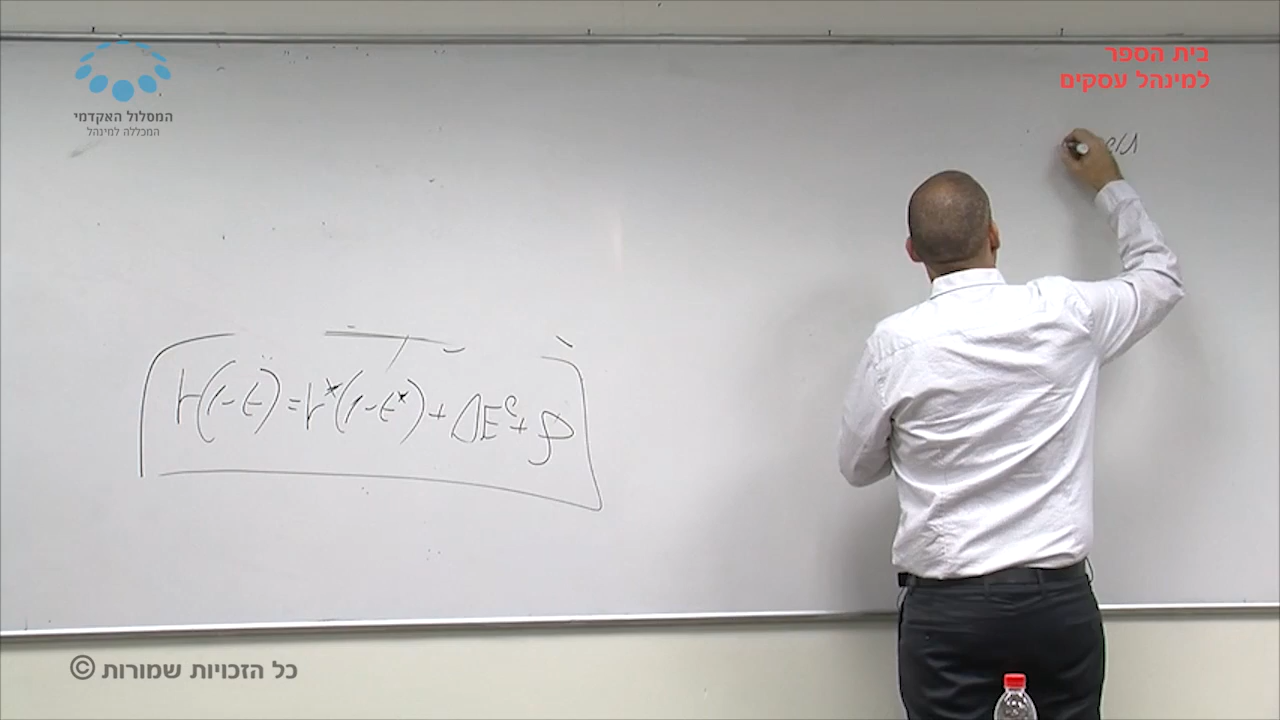 בית הספר
למינהל עסקים
המסלול האקדמי
המכללה למינהל
r(1-t)=r*(1-t*)+ΔE^e+ρ
כל הזכויות שמורות ©